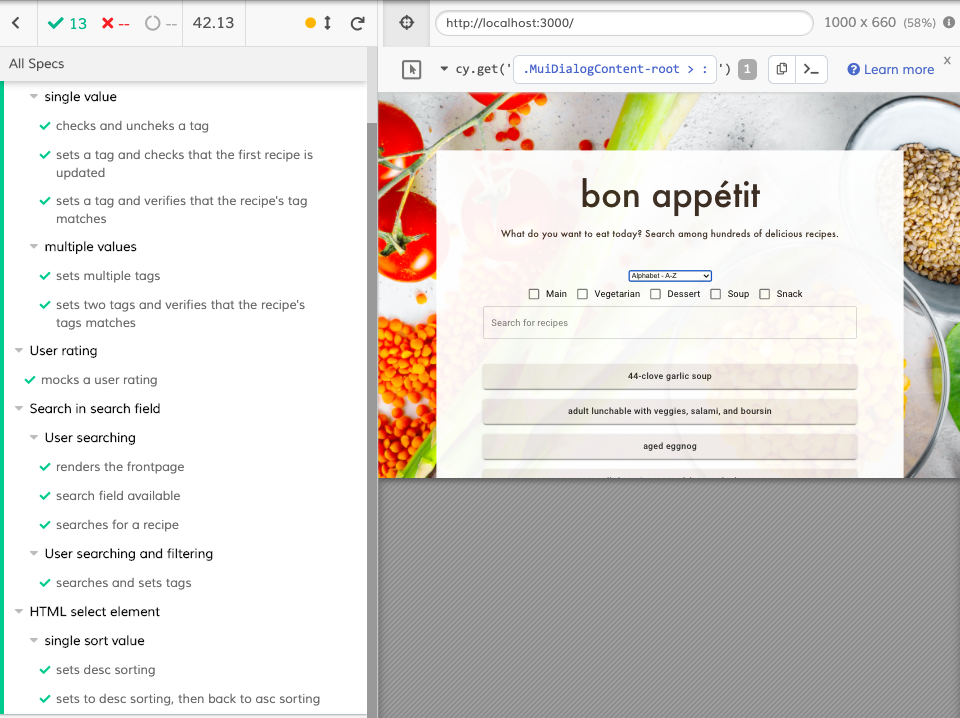 13 -- -- 42.13
All Specs
single value
checks and uncheks a tag
sets a tag and checks that the first recipe is
updated
sets a tag and verifies that the recipe's tag
matches
multiple values
sets multiple tags
sets two tags and verifies that the recipe's
tags matches
User rating
mocks a user rating
Search in search field
User searching
renders the frontpage
search field available
searches for a recipe
User searching and filtering
searches and sets tags
HTML select element
single sort value
sets desc sorting
sets to desc sorting, then back to asc sorting
http://localhost:3000/ 1000 x 660 (58%)
cy.get(' .MuiDialogContent-root > : ') 1 Learn more x
bon appétit
What do you want to eat today? Search among hundreds of delicious recipes.
Alphabet - A-Z
Main Vegetarian Dessert Soup Snack
Search for recipes
44-clove garlic soup
adult lunchable with veggies, salami, and boursin
aged eggnog